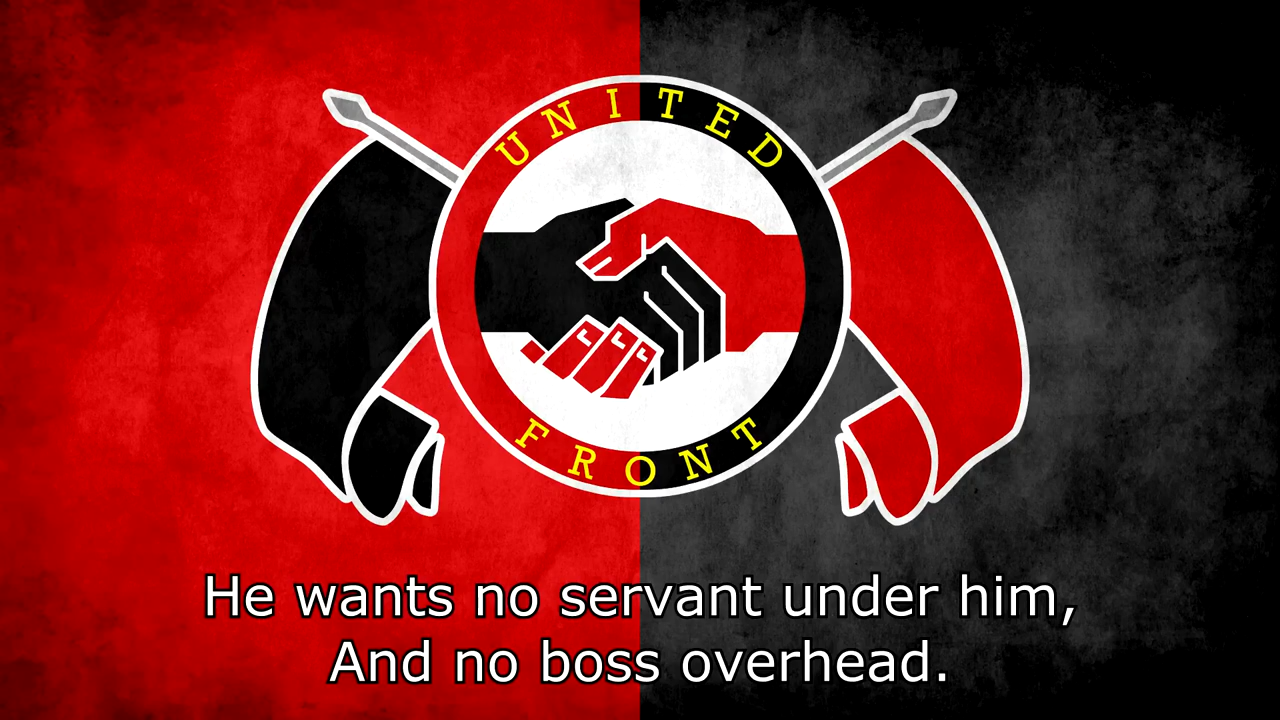 UNITED
FRONT
He wants no servant under him,
And no boss overhead.